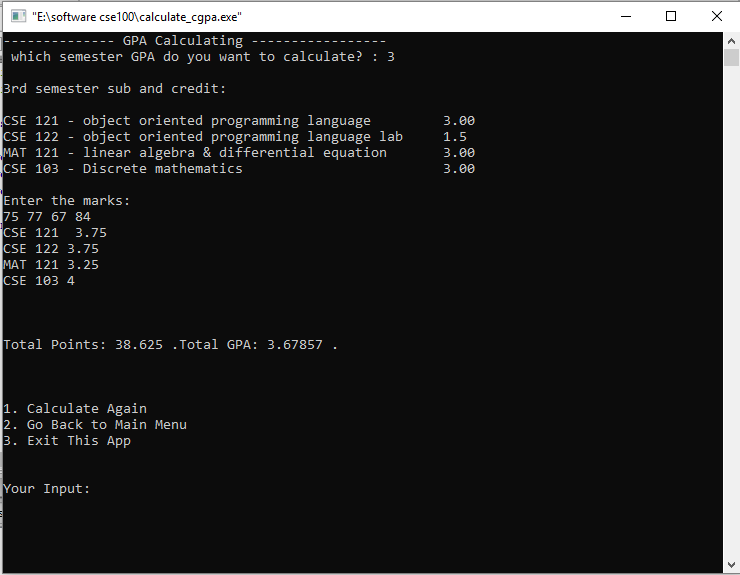 "E:\software cse100\calculate_cgpa.exe"
-------------- GPA Calculating -----------------
which semester GPA do you want to calculate? : 3
3rd semester sub and credit:
CSE 121 - object oriented programming language 3.00
CSE 122 - object oriented programming language lab 1.5
MAT 121 - linear algebra & differential equation 3.00
CSE 103 - Discrete mathematics 3.00
Enter the marks:
75 77 67 84
CSE 121  3.75
CSE 122 3.75
MAT 121 3.25
CSE 103 4
Total Points: 38.625 .Total GPA: 3.67857 .
1. Calculate Again
2. Go Back to Main Menu
3. Exit This App
Your Input: